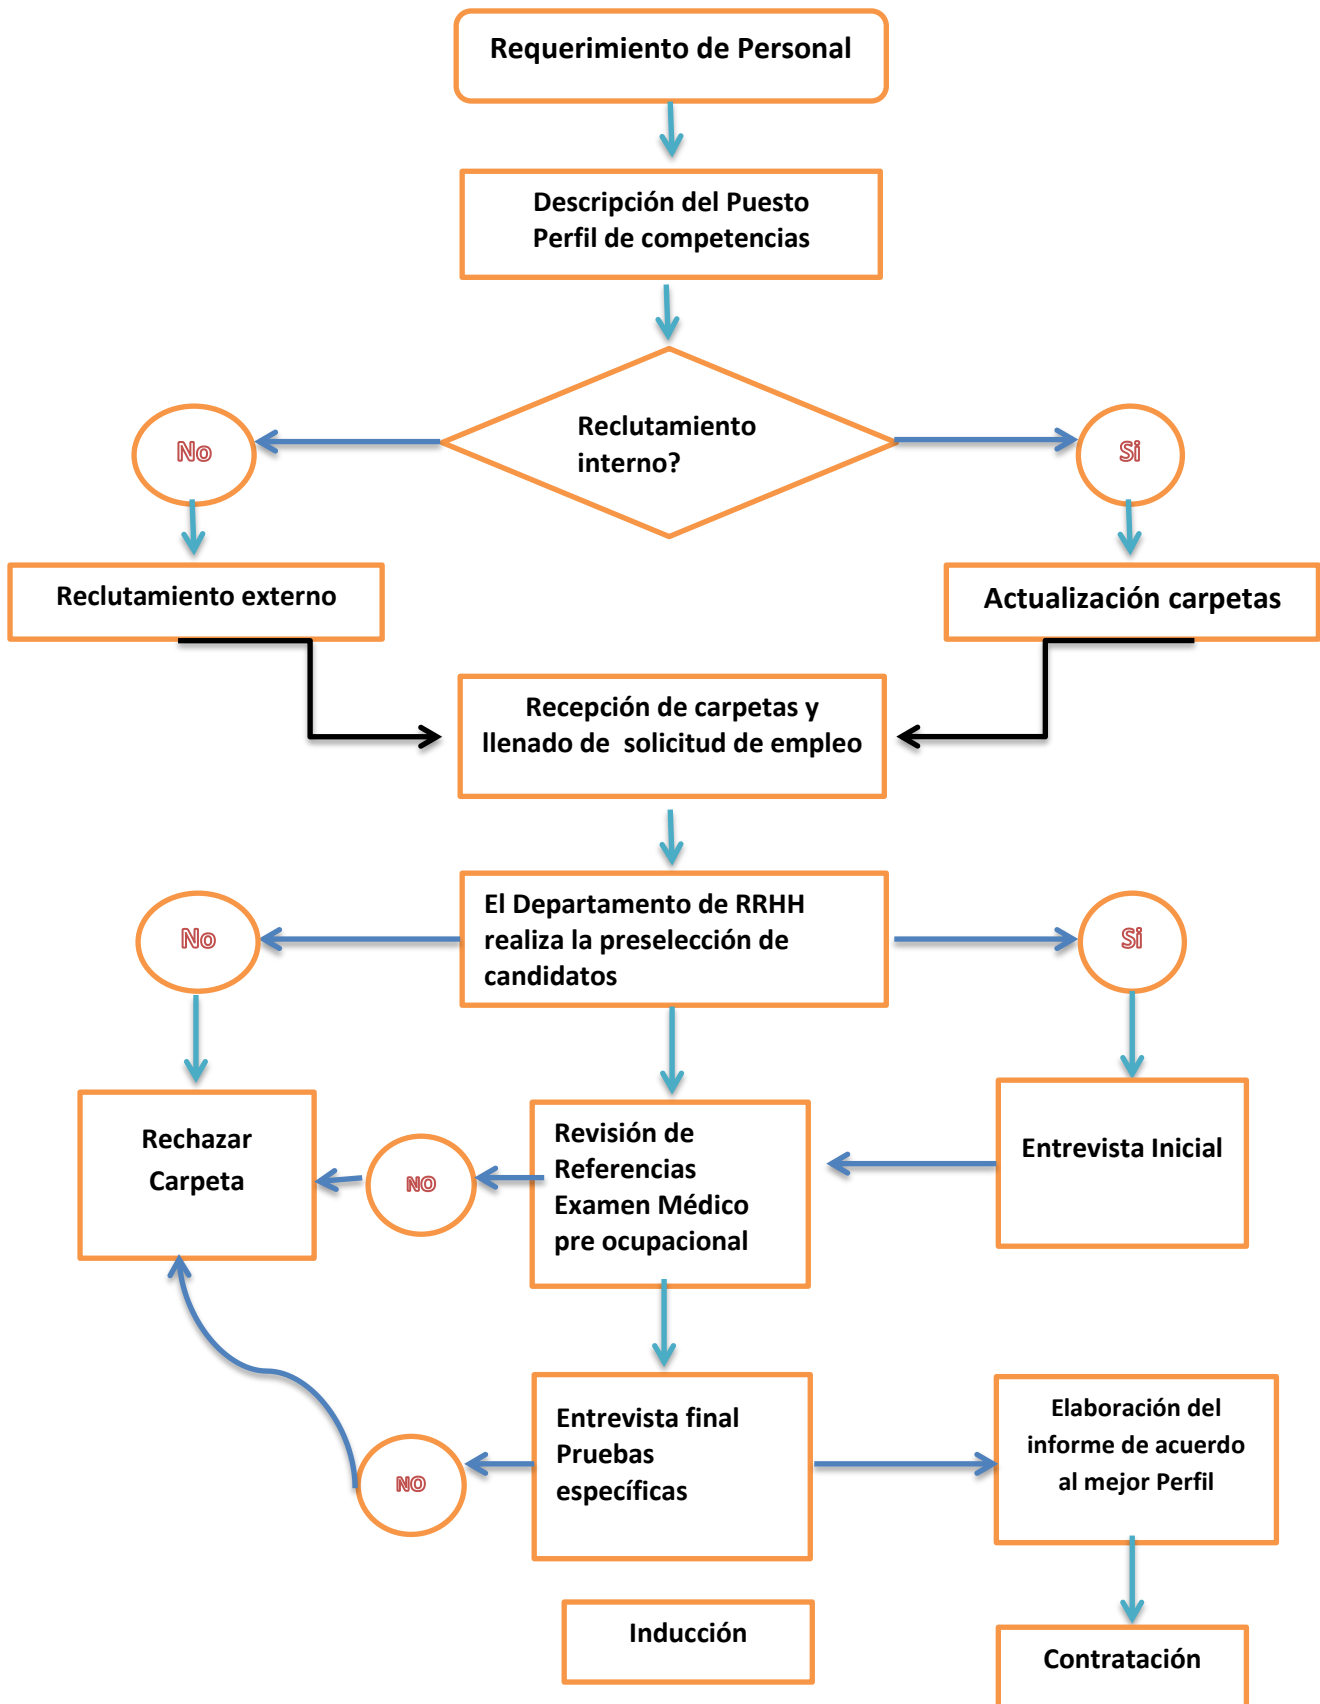 Requerimiento de Personal
Descripción del Puesto
Perfil de competencias
Reclutamiento
interno?
No
Si
Reclutamiento externo
Actualización carpetas
Recepción de carpetas y
llenado de  solicitud de empleo
El Departamento de RRHH
realiza la preselección de
candidatos
No
Si
Rechazar
Carpeta
NO
Revisión de
Referencias
Examen Médico
pre ocupacional
Entrevista Inicial
Entrevista final
Pruebas
específicas
NO
Elaboración del
informe de acuerdo
al mejor Perfil
Inducción
Contratación